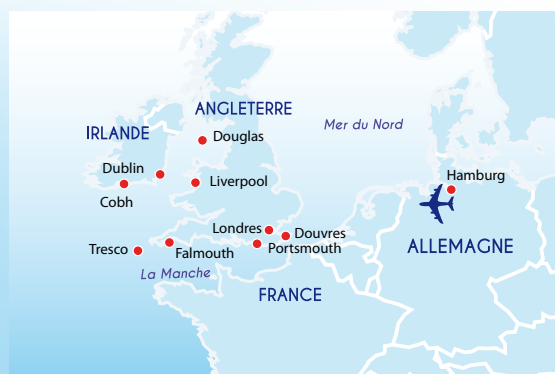 ANGLETERRE
Mer du Nord
IRLANDE
Douglas
Dublin
Hamburg
Liverpool
Cobh
Londres
Douvres
ALLEMAGNE
Tresco
Falmouth
Portsmouth
La Manche
FRANCE